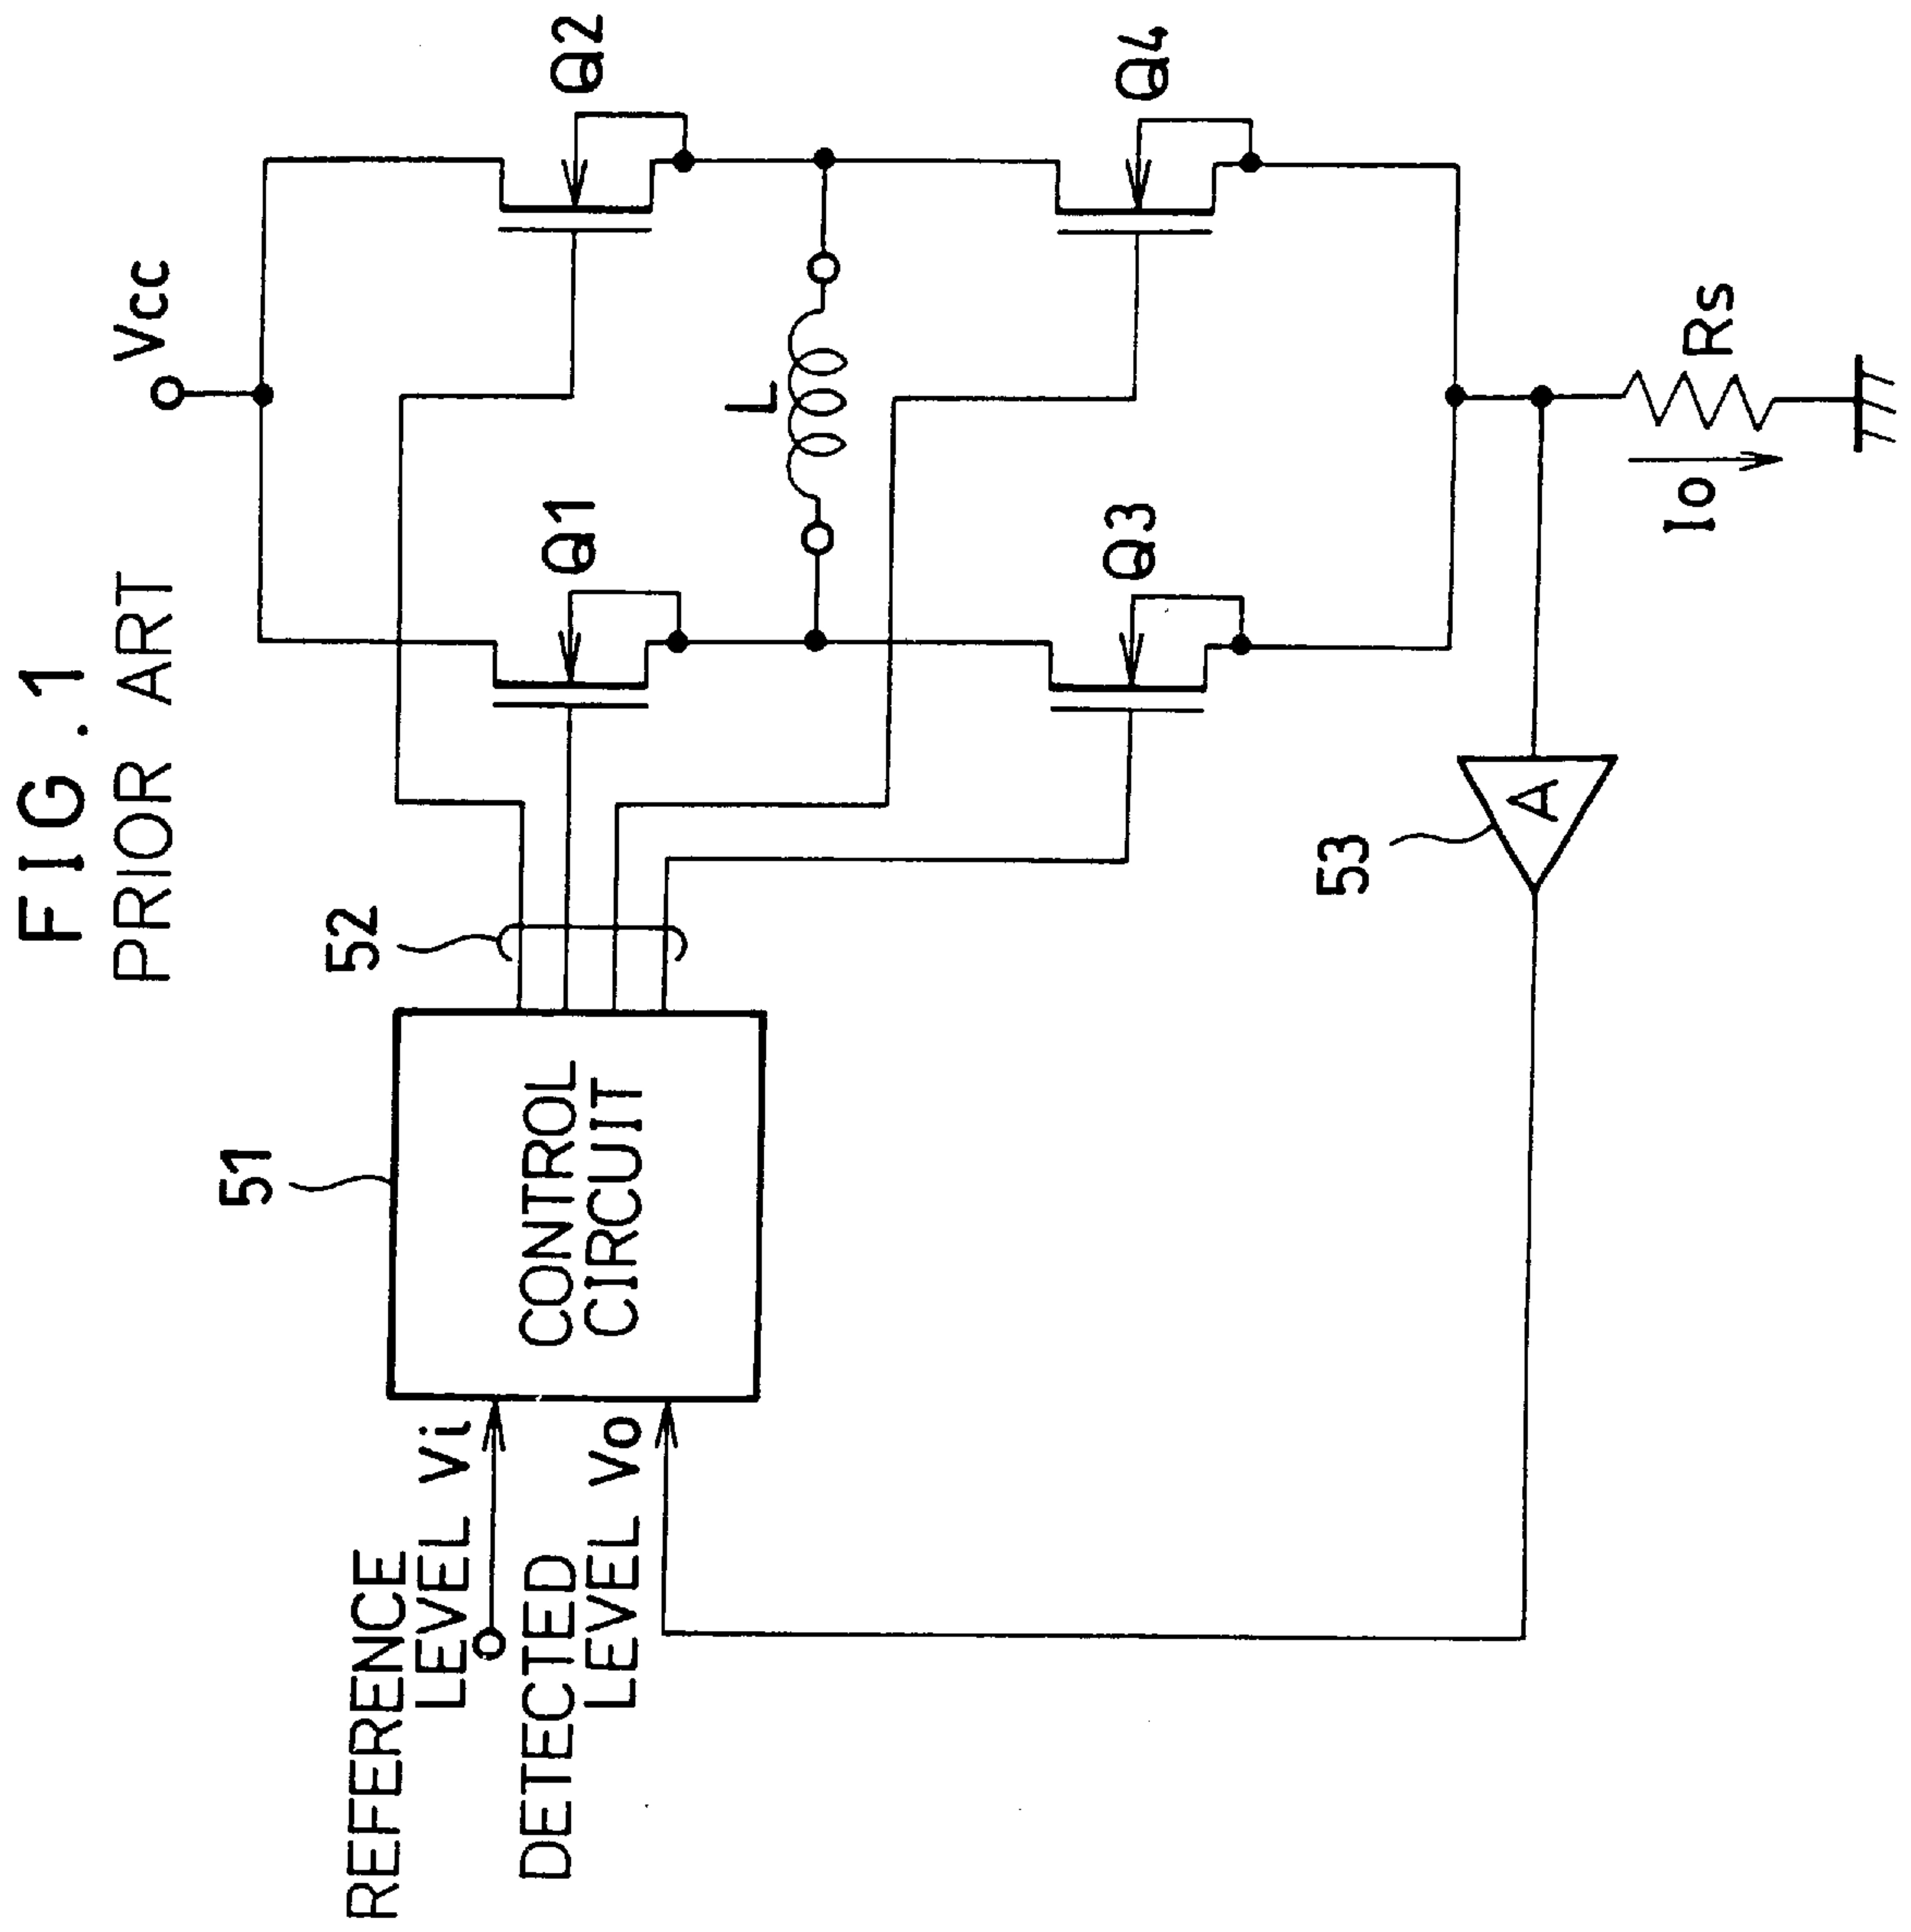 FIG.1
PRIOR ART
Vcc
51
52
Q1
Q2
REFERENCE
LEVEL Vi
CONTROL
CIRCUIT
DETECTED
LEVEL Vo
L
Q3
Q4
53
A
Io
Rs